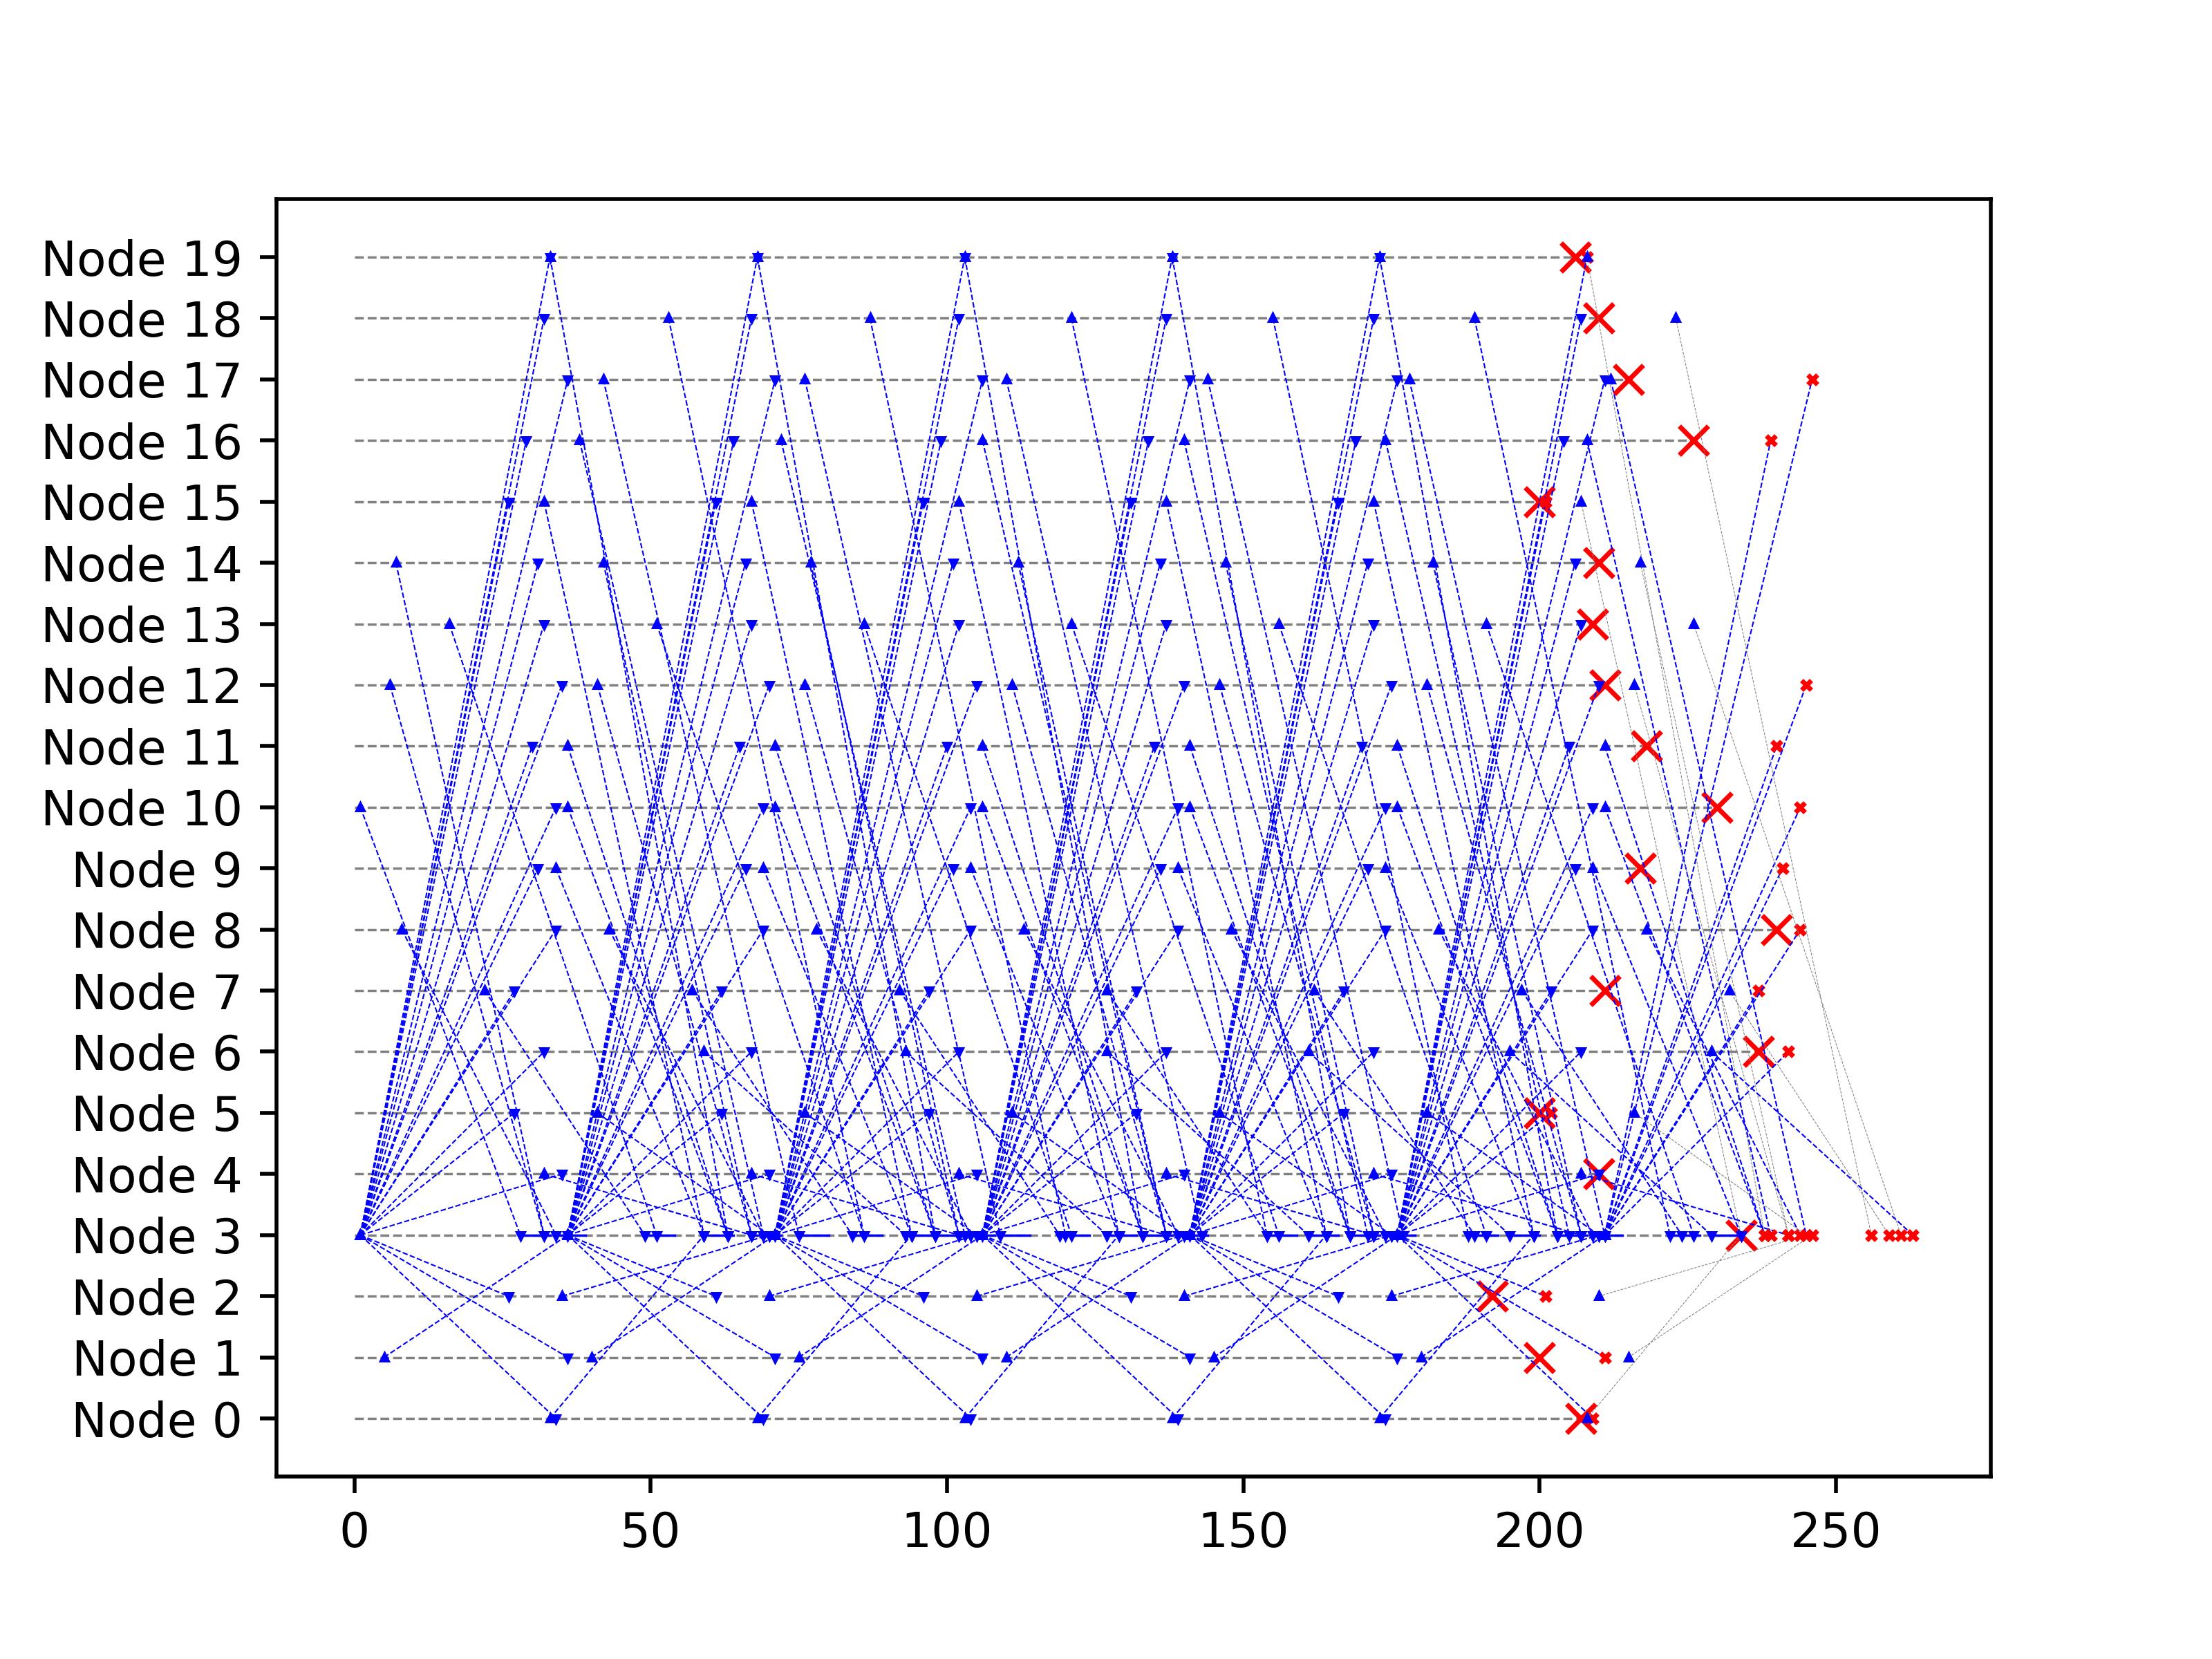 Node 19
Node 18
Node 17
Node 16
Node 15
Node 14
Node 13
Node 12
Node 11
Node 10
Node 9
Node 8
Node 7
Node 6
Node 5
Node 4
Node 3
Node 2
Node 1
Node 0
0 50 100 150 200 250